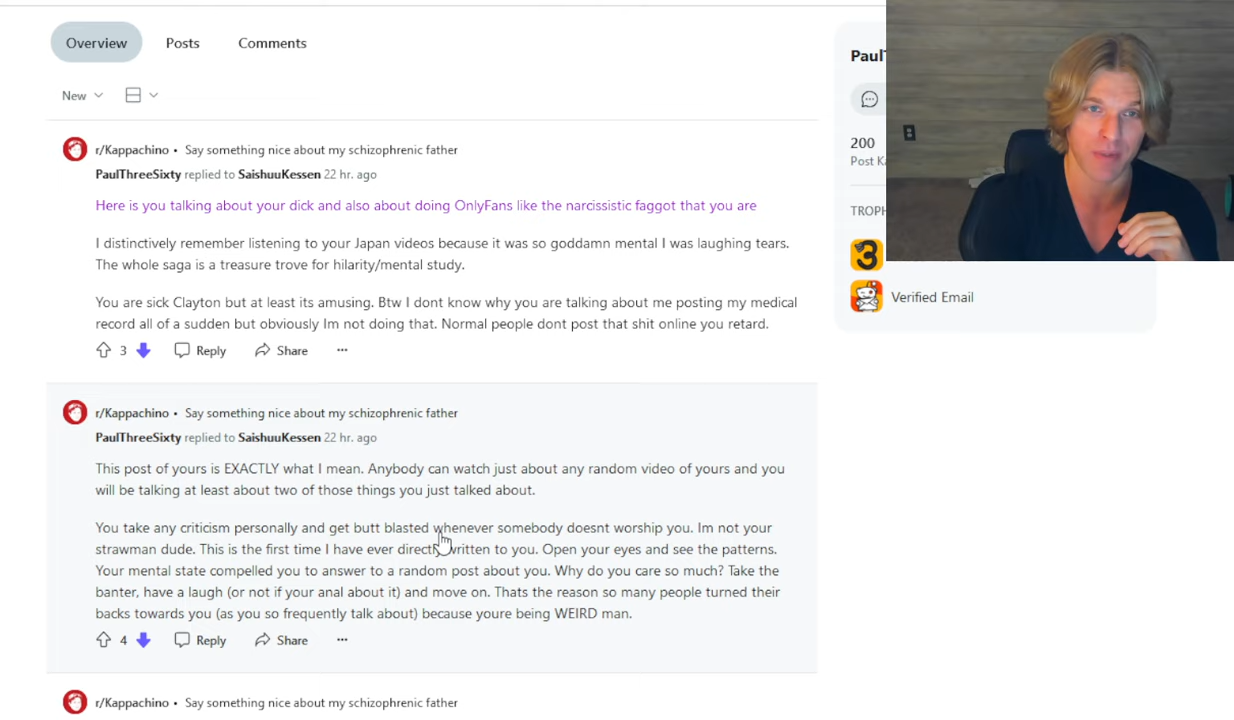 Overview Posts Comments
New
r/Kappachino • Say something nice about my schizophrenic father
PaulThreeSixty replied to SaishuuKessen 22 hr. ago
Here is you talking about your dick and also about doing OnlyFans like the narcissistic faggot that you are
I distinctively remember listening to your Japan videos because it was so goddamn mental I was laughing tears.
The whole saga is a treasure trove for hilarity/mental study.
You are sick Clayton but at least its amusing. Btw I dont know why you are talking about me posting my medical
record all of a sudden but obviously Im not doing that. Normal people dont post that shit online you retard.
3 Reply Share ...
r/Kappachino • Say something nice about my schizophrenic father
PaulThreeSixty replied to SaishuuKessen 22 hr. ago
This post of yours is EXACTLY what I mean. Anybody can watch just about any random video of yours and you
will be talking at least about two of those things you just talked about.
You take any criticism personally and get butt blasted whenever somebody doesnt worship you. Im not your
strawman dude. This is the first time I have ever directly written to you. Open your eyes and see the patterns.
Your mental state compelled you to answer to a random post about you. Why do you care so much? Take the
banter, have a laugh (or not if your anal about it) and move on. Thats the reason so many people turned their
backs towards you (as you so frequently talk about) because youre being WEIRD man.
4 Reply Share ...
r/Kappachino • Say something nice about my schizophrenic father
PaulT
200
Post Ka
TROPH
3
Verified Email